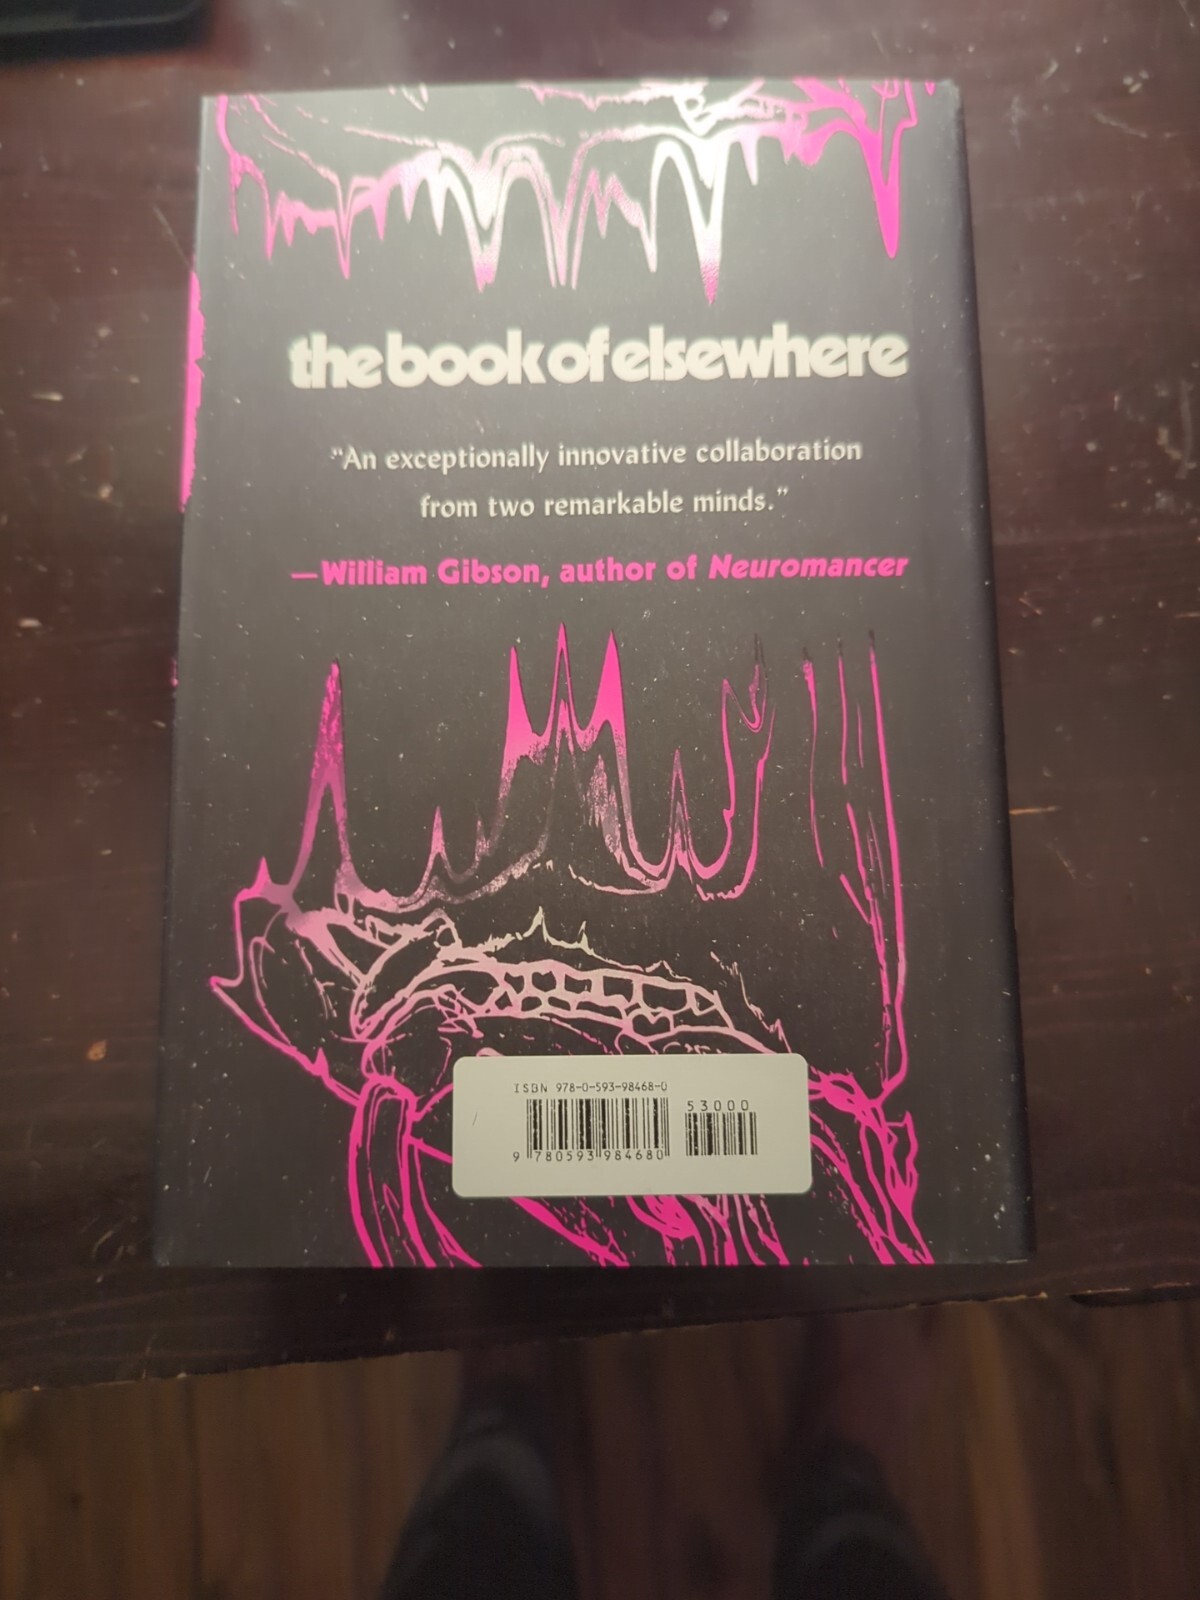 the book of elsewhere
“An exceptionally innovative collaboration
from two remarkable minds.”
—William Gibson, author of Neuromancer
ISBN 978-0-593-98468-0
53000
9 780593 984680